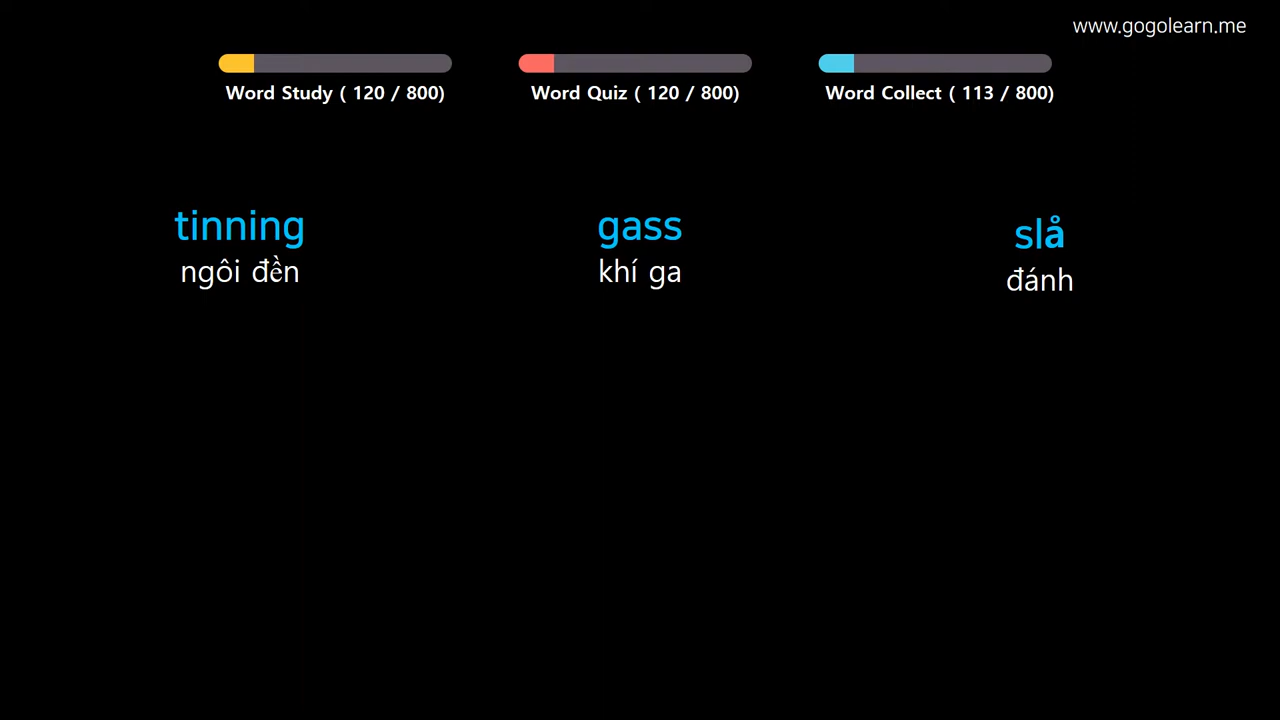 www.gogolearn.me
Word Study ( 120 / 800)
Word Quiz ( 120 / 800)
Word Collect ( 113 / 800)
tinning
ngôi đền
gass
khí ga
slå
đánh